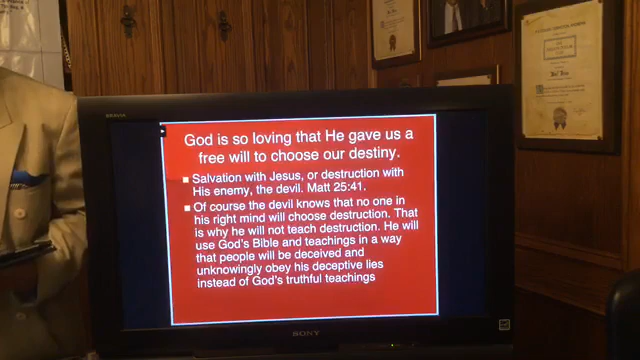 BRAVIA
God is so loving that He gave us a
free will to choose our destiny.
Salvation with Jesus, or destruction with
His enemy, the devil. Matt 25:41.
Of course the devil knows that no one in
his right mind will choose destruction. That
is why he will not teach destruction. He will
use God's Bible and teachings in a way
that people will be deceived and
unknowingly obey his deceptive lies
instead of God's truthful teachings
SONY